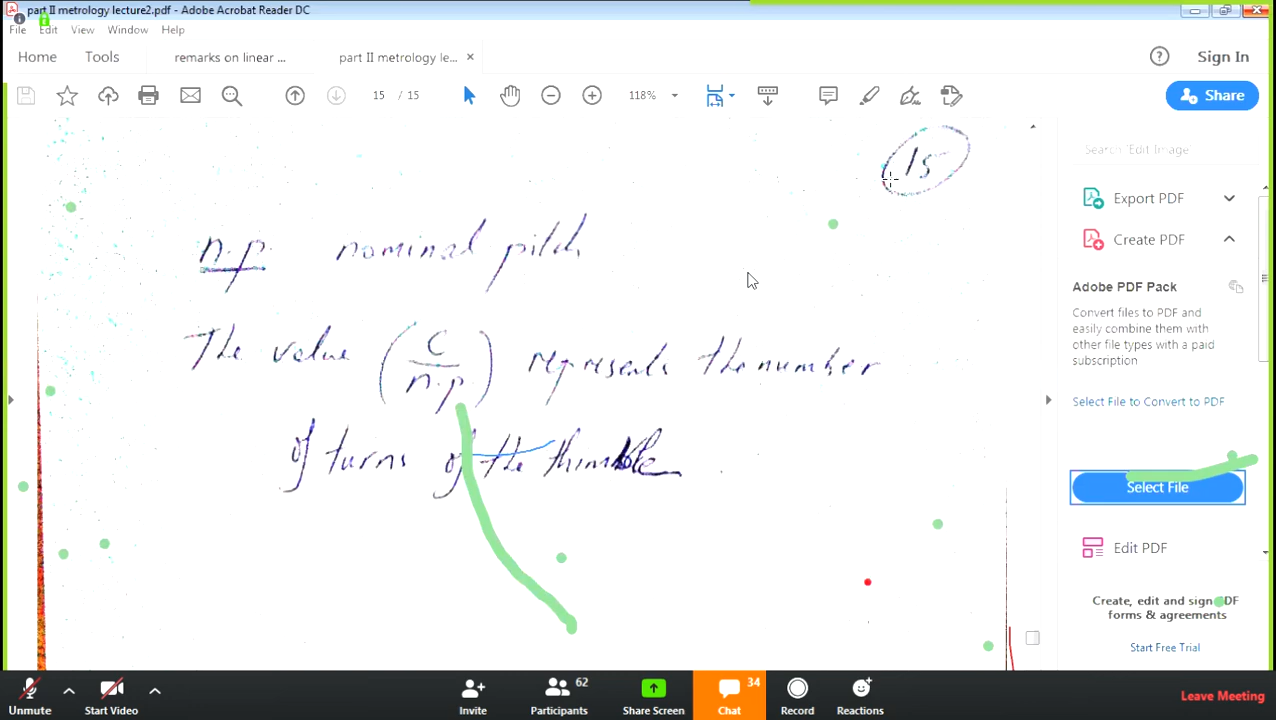 part II metrology lecture2.pdf - Adobe Acrobat Reader DC
File Edit View Window Help
Home Tools remarks on linear ... part II metrology le... × Sign In
15 / 15 118% Share
15
n.p. nominal pitch
The value (C / n.p) represents the number
of turns of the thimble
Search 'Edit Image'
Export PDF
Create PDF
Adobe PDF Pack
Convert files to PDF and
easily combine them with
other file types with a paid
subscription
Select File to Convert to PDF
Select File
Edit PDF
Create, edit and sign PDF
forms & agreements
Start Free Trial
62 34
Unmute Start Video Invite Participants Share Screen Chat Record Reactions Leave Meeting